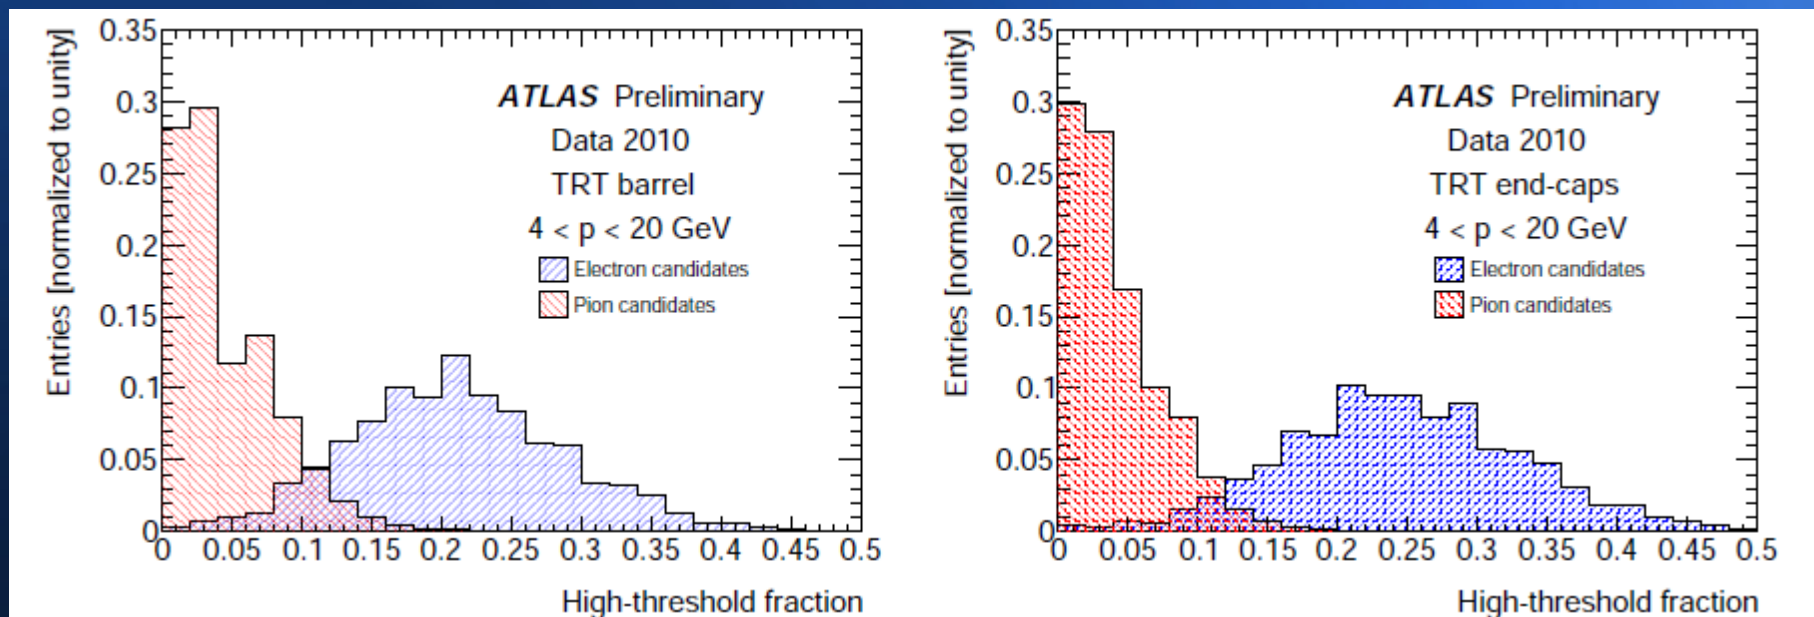 Entries [normalized to unity]
0.35
0.3
0.25
0.2
0.15
0.1
0.05
0
ATLAS Preliminary
Data 2010
TRT barrel
4 < p < 20 GeV
Electron candidates
Pion candidates
0 0.05 0.1 0.15 0.2 0.25 0.3 0.35 0.4 0.45 0.5
High-threshold fraction
Entries [normalized to unity]
0.35
0.3
0.25
0.2
0.15
0.1
0.05
0
ATLAS Preliminary
Data 2010
TRT end-caps
4 < p < 20 GeV
Electron candidates
Pion candidates
0 0.05 0.1 0.15 0.2 0.25 0.3 0.35 0.4 0.45 0.5
High-threshold fraction